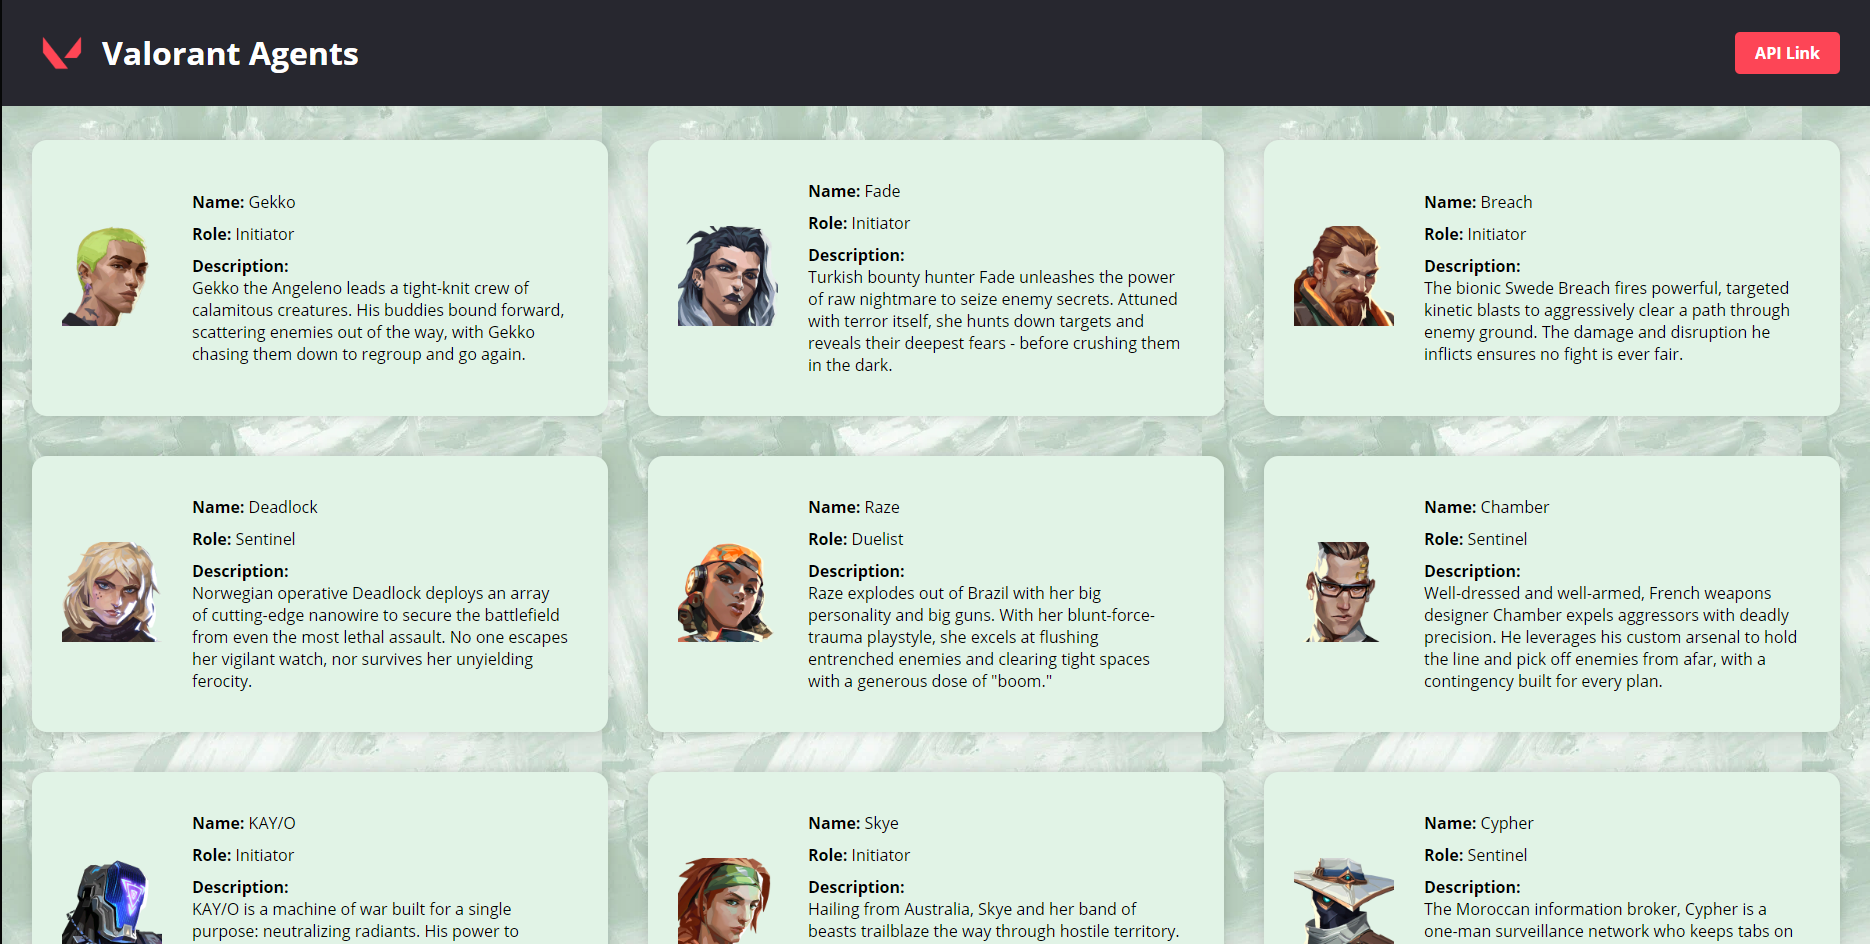 Valorant Agents
API Link
Name: Gekko
Role: Initiator
Description:
Gekko the Angeleno leads a tight-knit crew of
calamitous creatures. His buddies bound forward,
scattering enemies out of the way, with Gekko
chasing them down to regroup and go again.
Name: Fade
Role: Initiator
Description:
Turkish bounty hunter Fade unleashes the power
of raw nightmare to seize enemy secrets. Attuned
with terror itself, she hunts down targets and
reveals their deepest fears - before crushing them
in the dark.
Name: Breach
Role: Initiator
Description:
The bionic Swede Breach fires powerful, targeted
kinetic blasts to aggressively clear a path through
enemy ground. The damage and disruption he
inflicts ensures no fight is ever fair.
Name: Deadlock
Role: Sentinel
Description:
Norwegian operative Deadlock deploys an array
of cutting-edge nanowire to secure the battlefield
from even the most lethal assault. No one escapes
her vigilant watch, nor survives her unyielding
ferocity.
Name: Raze
Role: Duelist
Description:
Raze explodes out of Brazil with her big
personality and big guns. With her blunt-force-
trauma playstyle, she excels at flushing
entrenched enemies and clearing tight spaces
with a generous dose of "boom."
Name: Chamber
Role: Sentinel
Description:
Well-dressed and well-armed, French weapons
designer Chamber expels aggressors with deadly
precision. He leverages his custom arsenal to hold
the line and pick off enemies from afar, with a
contingency built for every plan.
Name: KAY/O
Role: Initiator
Description:
KAY/O is a machine of war built for a single
purpose: neutralizing radiants. His power to
Name: Skye
Role: Initiator
Description:
Hailing from Australia, Skye and her band of
beasts trailblaze the way through hostile territory.
Name: Cypher
Role: Sentinel
Description:
The Moroccan information broker, Cypher is a
one-man surveillance network who keeps tabs on